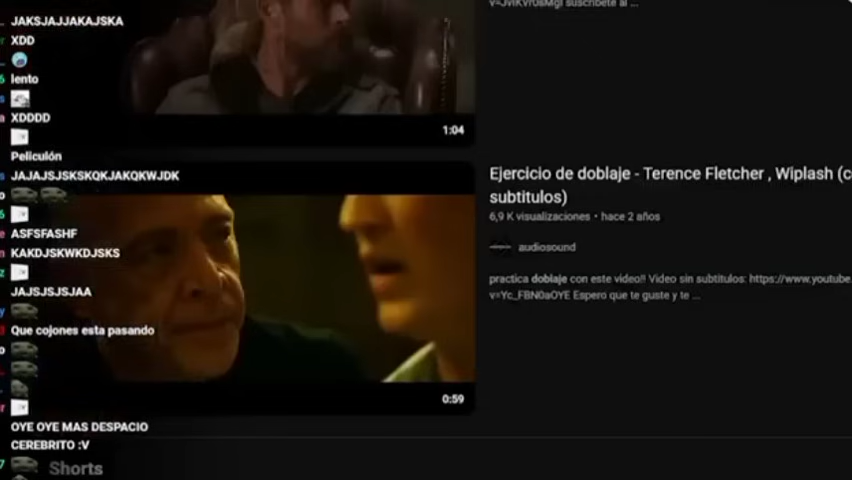 JAKSJAJJAKAJSKA
XDD
lento
XDDDD
Peliculón
JAJAJSJSKSKQKJAKQKWJDK
ASFSFASHF
KAKDJSKWKDJSKS
JAJSJSJSJAA
Que cojones esta pasando
OYE OYE MAS DESPACIO
CEREBRITO :V
1:04
Ejercicio de doblaje - Terence Fletcher , Wiplash (c
subtitulos)
6,9 K visualizaciones • hace 2 años
audiosound
practica doblaje con este video!! Video sin subtitulos: https://www.youtube.
v=Yc_FBN0aOYE Espero que te guste y te ...
0:59
Shorts